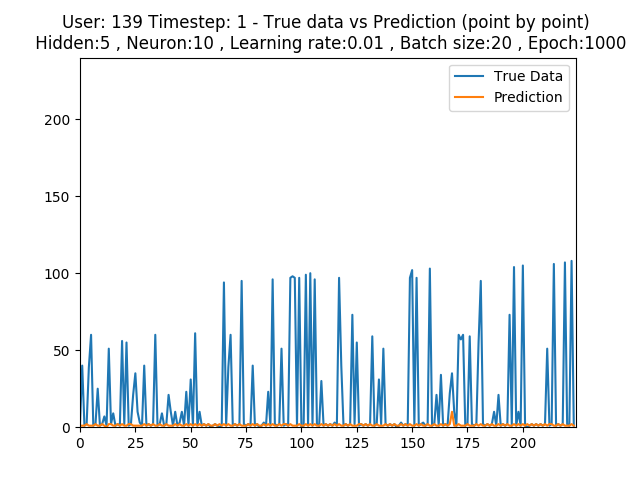 User: 139 Timestep: 1 - True data vs Prediction (point by point)
Hidden:5 , Neuron:10 , Learning rate:0.01 , Batch size:20 , Epoch:1000
True Data
Prediction
200
150
100
50
0
0 25 50 75 100 125 150 175 200